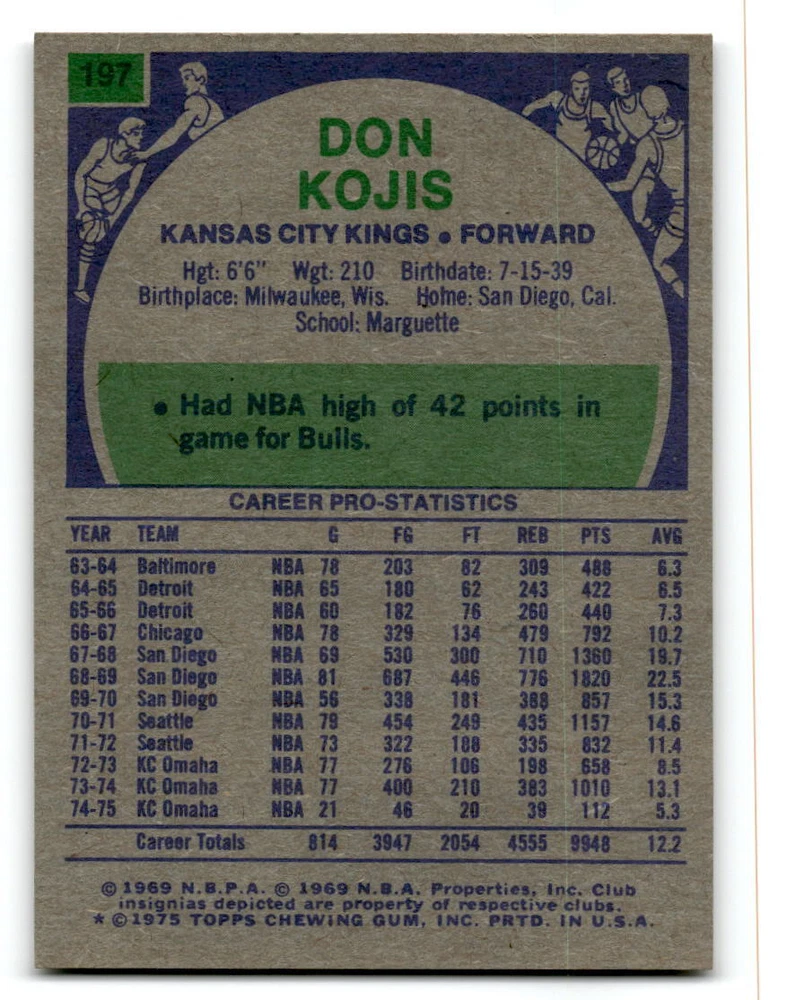 197
DON
KOJIS
KANSAS CITY KINGS • FORWARD
Hgt: 6'6" Wgt: 210 Birthdate: 7-15-39
Birthplace: Milwaukee, Wis. Home: San Diego, Cal.
School: Marguette
• Had NBA high of 42 points in
game for Bulls.
CAREER PRO-STATISTICS
YEAR TEAM G FG FT REB PTS AVG
63-64 Baltimore NBA 78 203 82 309 488 6.3
64-65 Detroit NBA 65 180 62 243 422 6.5
65-66 Detroit NBA 60 182 76 260 440 7.3
66-67 Chicago NBA 78 329 134 479 792 10.2
67-68 San Diego NBA 69 530 300 710 1360 19.7
68-69 San Diego NBA 81 687 446 776 1820 22.5
69-70 San Diego NBA 56 338 181 388 857 15.3
70-71 Seattle NBA 79 454 249 435 1157 14.6
71-72 Seattle NBA 73 322 188 335 832 11.4
72-73 KC Omaha NBA 77 276 106 198 658 8.5
73-74 KC Omaha NBA 77 400 210 383 1010 13.1
74-75 KC Omaha NBA 21 46 20 39 112 5.3
Career Totals 814 3947 2054 4555 9948 12.2
© 1969 N.B.P.A. © 1969 N.B.A. Properties, Inc. Club
insignias depicted are property of respective clubs.
* © 1975 TOPPS CHEWING GUM, INC. PRTD. IN U.S.A.